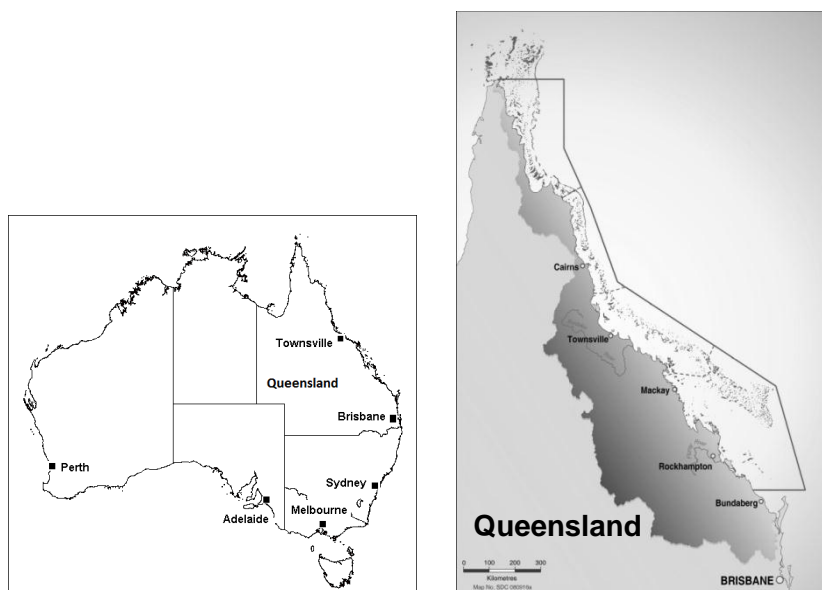 Townsville
Queensland
Brisbane
Perth
Sydney
Melbourne
Adelaide
Cairns
Townsville
Mackay
Rockhampton
Bundaberg
Queensland
0 100 200 300
Kilometres
BRISBANE